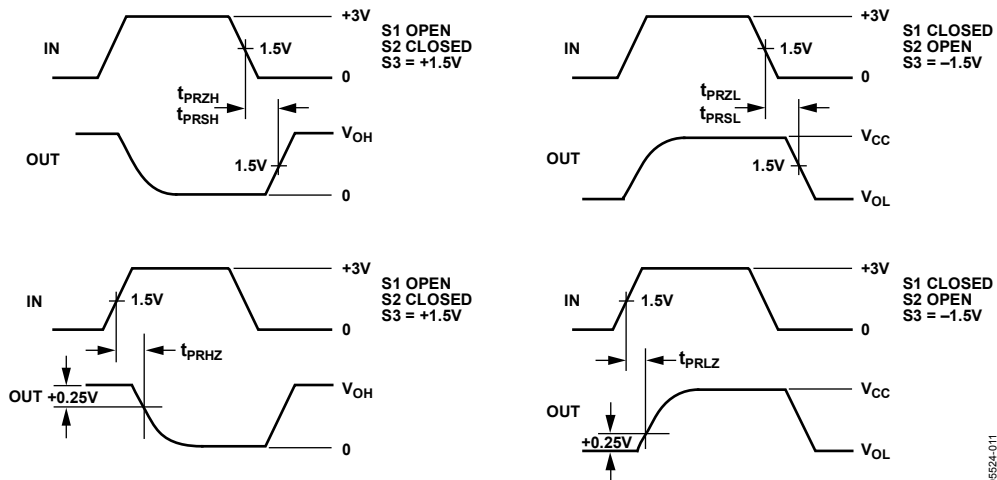 +3V
IN
1.5V
0
S1 OPEN
S2 CLOSED
S3 = +1.5V
tPRZH
tPRSH
OUT
VOH
1.5V
0
+3V
IN
1.5V
0
S1 CLOSED
S2 OPEN
S3 = –1.5V
tPRZL
tPRSL
OUT
VCC
1.5V
VOL
+3V
IN
1.5V
0
S1 OPEN
S2 CLOSED
S3 = +1.5V
tPRHZ
OUT +0.25V
VOH
0
+3V
IN
1.5V
0
S1 CLOSED
S2 OPEN
S3 = –1.5V
tPRLZ
OUT
VCC
+0.25V
VOL